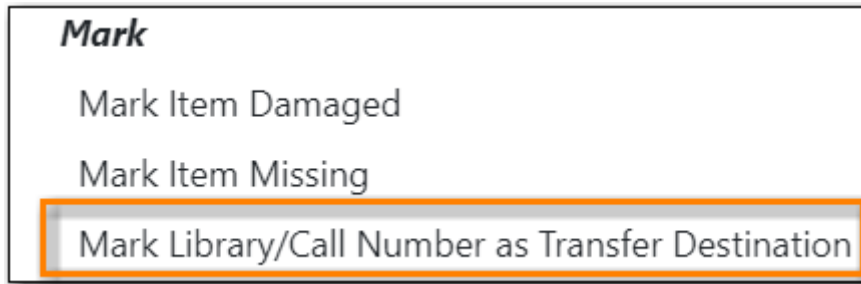 Mark
Mark Item Damaged
Mark Item Missing
Mark Library/Call Number as Transfer Destination